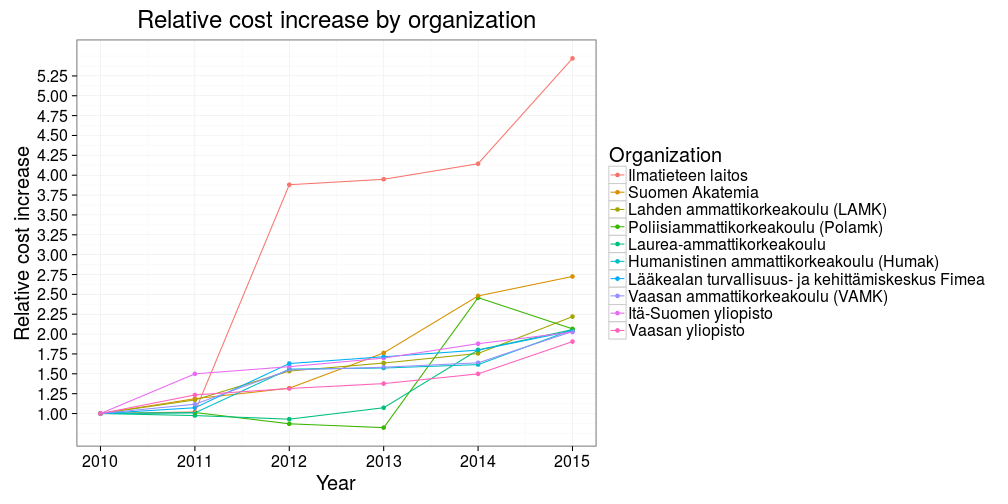 Relative cost increase by organization
Relative cost increase
5.25
5.00
4.75
4.50
4.25
4.00
3.75
3.50
3.25
3.00
2.75
2.50
2.25
2.00
1.75
1.50
1.25
1.00
2010 2011 2012 2013 2014 2015
Year
Organization
Ilmatieteen laitos
Suomen Akatemia
Lahden ammattikorkeakoulu (LAMK)
Poliisiammattikorkeakoulu (Polamk)
Laurea-ammattikorkeakoulu
Humanistinen ammattikorkeakoulu (Humak)
Lääkealan turvallisuus- ja kehittämiskeskus Fimea
Vaasan ammattikorkeakoulu (VAMK)
Itä-Suomen yliopisto
Vaasan yliopisto